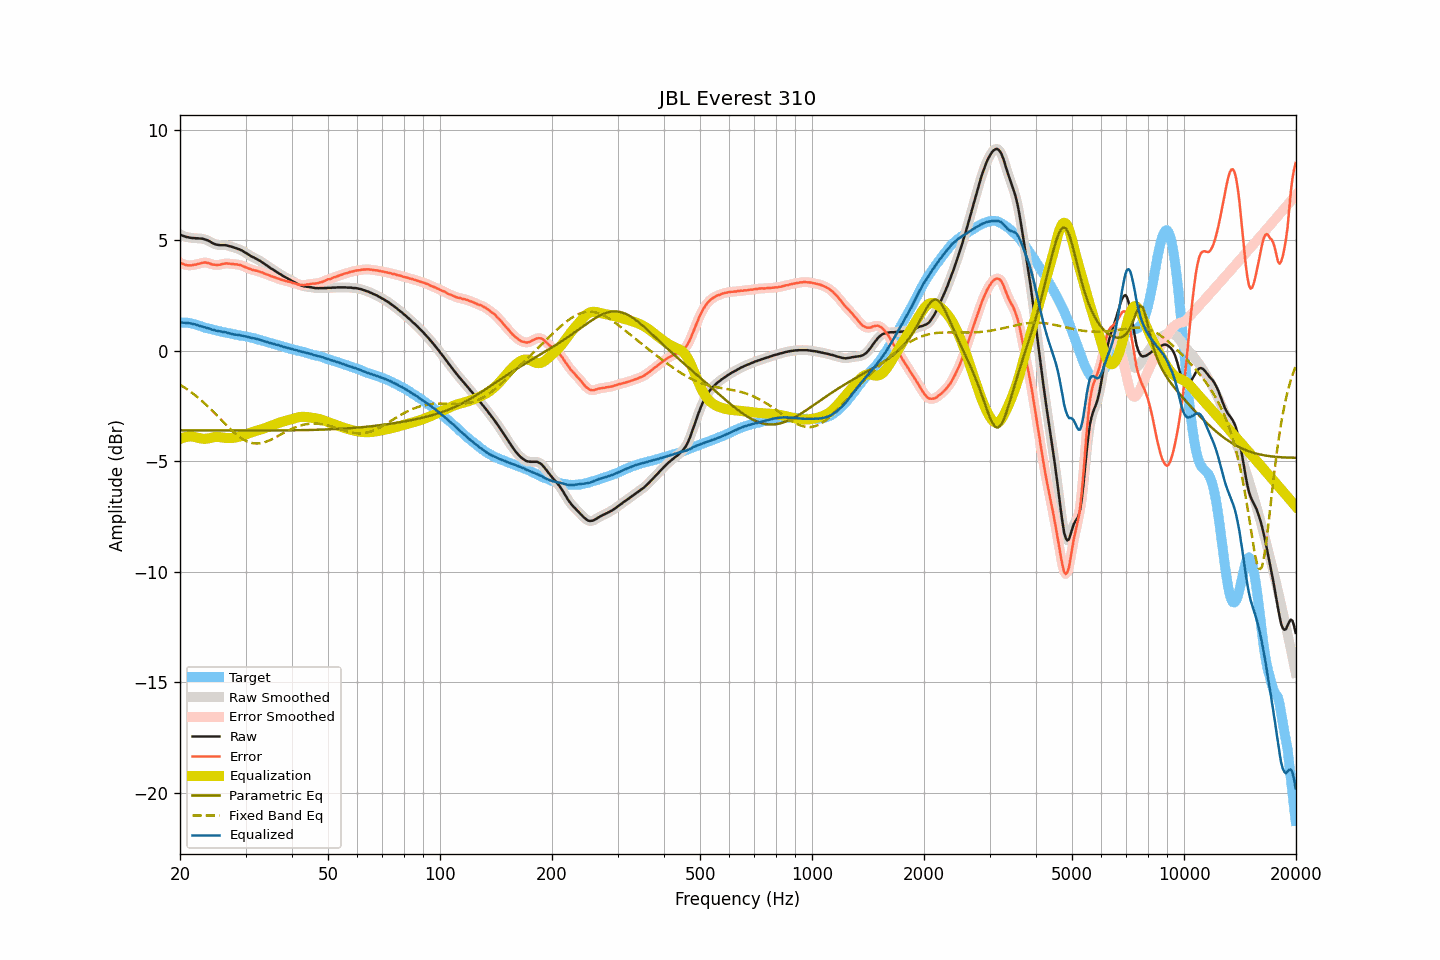 JBL Everest 310
10
5
0
−5
−10
−15
−20
Amplitude (dBr)
Target
Raw Smoothed
Error Smoothed
Raw
Error
Equalization
Parametric Eq
Fixed Band Eq
Equalized
20 50 100 200 500 1000 2000 5000 10000 20000
Frequency (Hz)